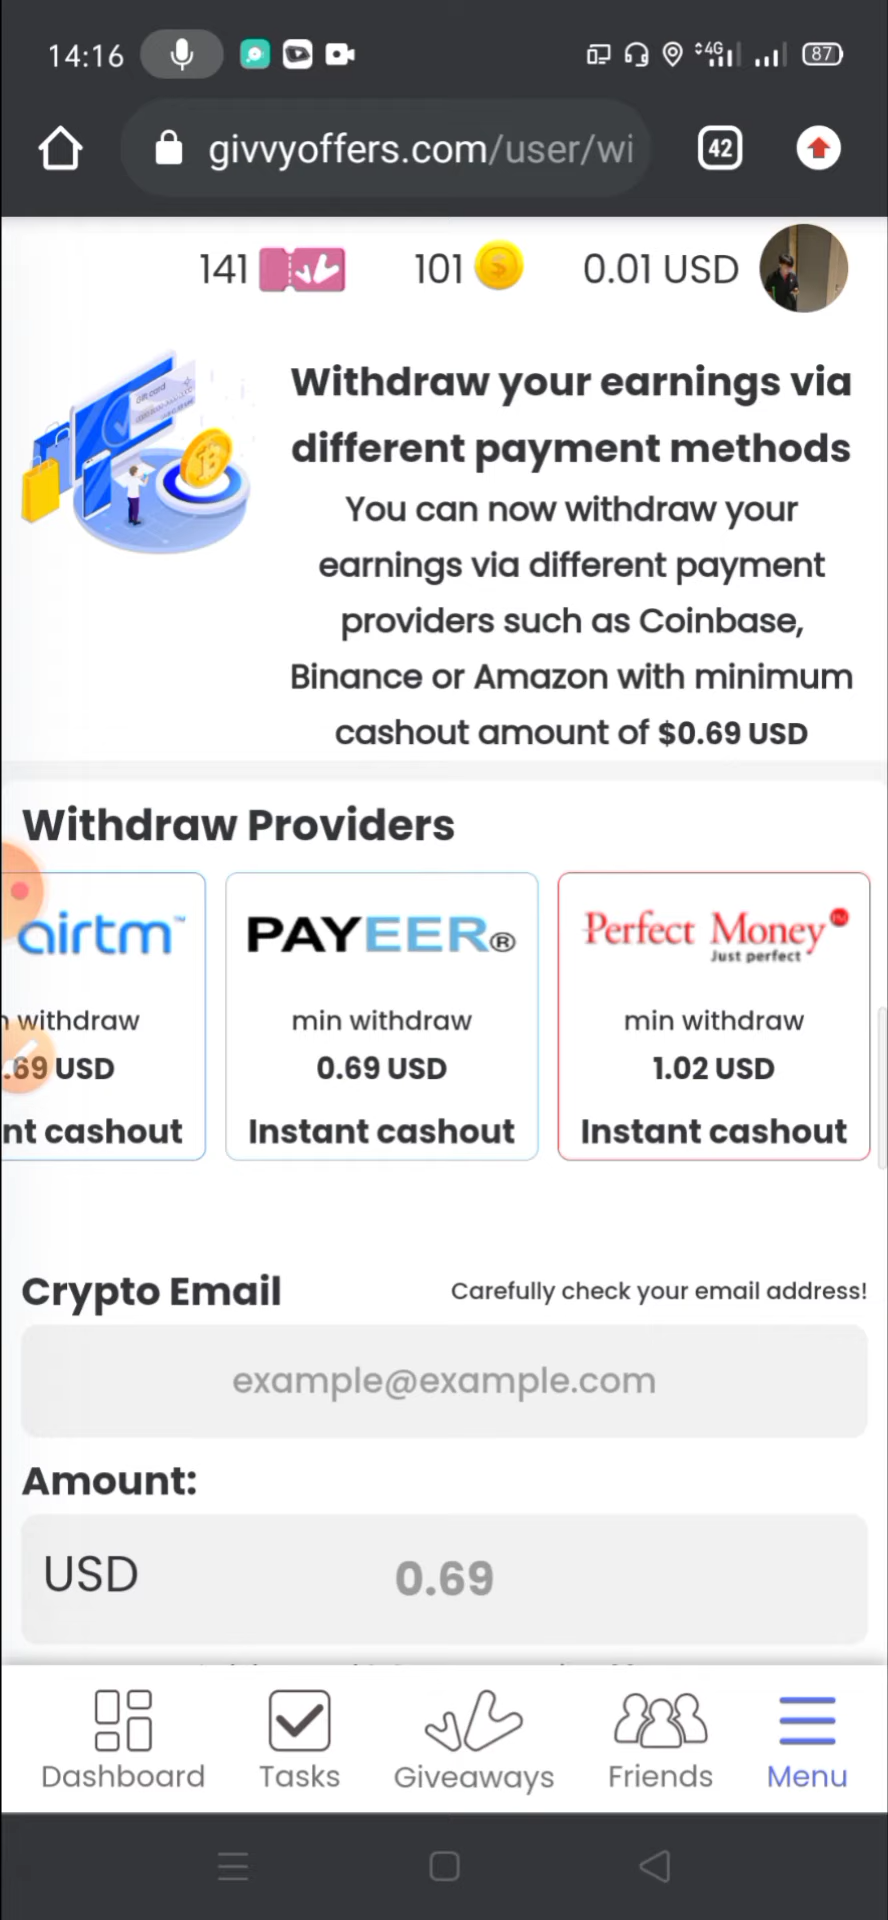 14:16
4G
87
givvyoffers.com/user/wi
42
141
101
0.01 USD
Withdraw your earnings via
different payment methods
You can now withdraw your
earnings via different payment
providers such as Coinbase,
Binance or Amazon with minimum
cashout amount of $0.69 USD
Withdraw Providers
airtm™
PAYEER®
Perfect Money PM
Just perfect
withdraw
min withdraw
min withdraw
.69 USD
0.69 USD
1.02 USD
nt cashout
Instant cashout
Instant cashout
Crypto Email
Carefully check your email address!
example@example.com
Amount:
USD
0.69
Dashboard
Tasks
Giveaways
Friends
Menu